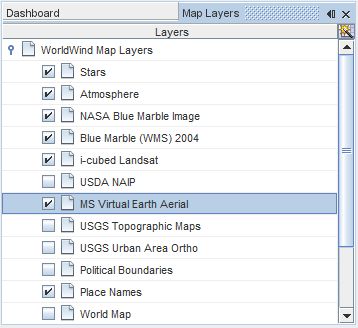 Dashboard Map Layers
Layers
WorldWind Map Layers
Stars
Atmosphere
NASA Blue Marble Image
Blue Marble (WMS) 2004
i-cubed Landsat
USDA NAIP
MS Virtual Earth Aerial
USGS Topographic Maps
USGS Urban Area Ortho
Political Boundaries
Place Names
World Map